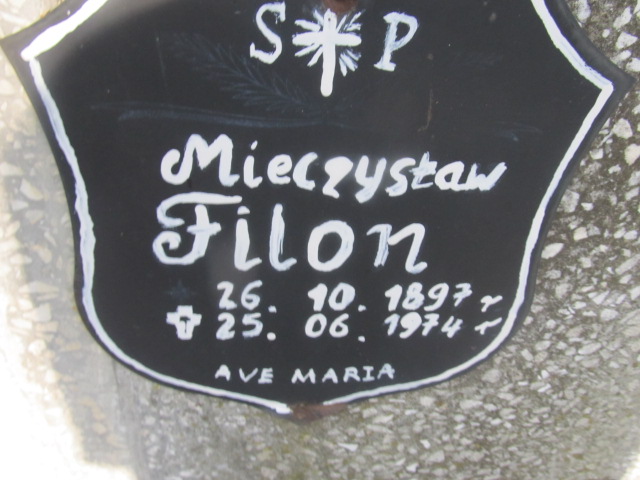 S P
Mieczysław
Filon
26. 10. 1897 r
25. 06. 1974 r
AVE MARIA